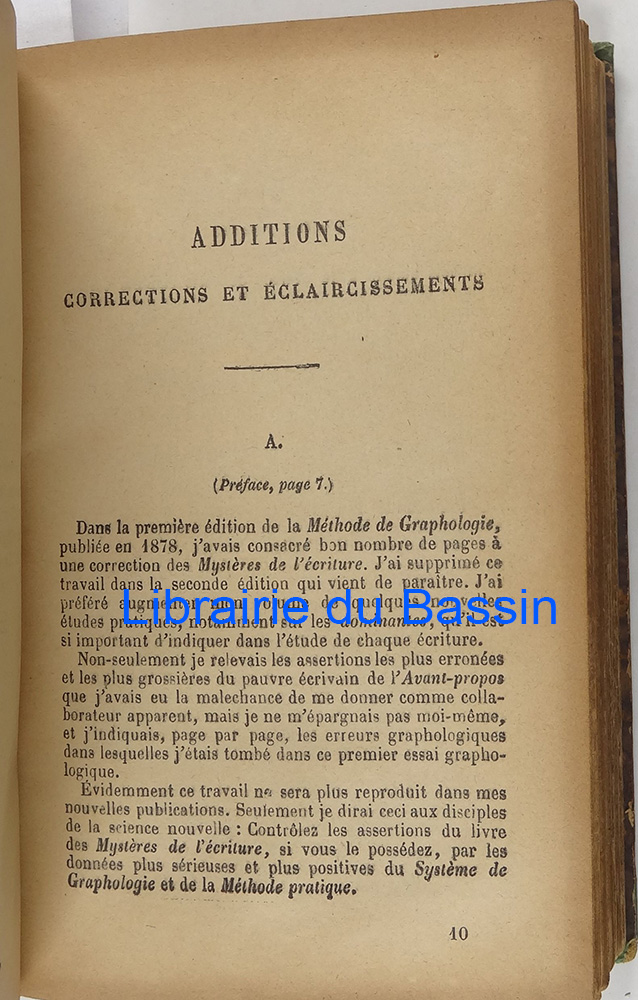 ADDITIONS
CORRECTIONS ET ÉCLAIRCISSEMENTS
A.
(Préface, page 7.)
Dans la première édition de la Méthode de Graphologie,
publiée en 1878, j'avais consacré bon nombre de pages à
une correction des Mystères de l'écriture. J'ai supprimé ce
travail dans la seconde édition qui vient de paraître. J'ai
préféré augmenter mon volume de quelques nouvelles
Librairie du Bassin
études pratiques, notamment sur les dominantes, qu'il est
si important d'indiquer dans l'étude de chaque écriture.
Non-seulement je relevais les assertions les plus erronées
et les plus grossières du pauvre écrivain de l'Avant-propos
que j'avais eu la malechance de me donner comme colla-
borateur apparent, mais je ne m'épargnais pas moi-même,
et j'indiquais, page par page, les erreurs graphologiques
dans lesquelles j'étais tombé dans ce premier essai grapho-
logique.
Évidemment ce travail ne sera plus reproduit dans mes
nouvelles publications. Seulement je dirai ceci aux disciples
de la science nouvelle : Contrôlez les assertions du livre
des Mystères de l'écriture, si vous le possédez, par les
données plus sérieuses et plus positives du Système de
Graphologie et de la Méthode pratique.
10